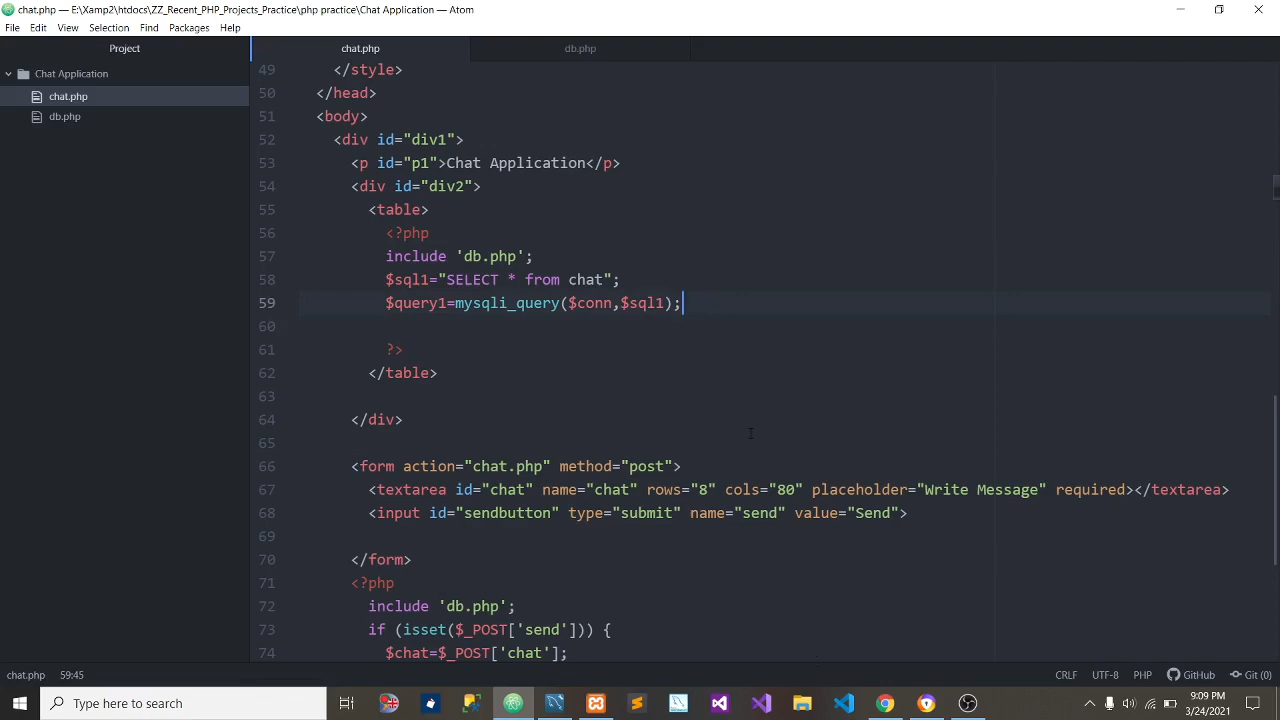 chat.php — E:\Xamp2\htdocs\ZZ_Recent_PHP_Projects_Practice\php practice\Chat Application — Atom
File Edit View Selection Find Packages Help
Project
chat.php
db.php
Chat Application
chat.php
db.php
49 </style>
50 </head>
51 <body>
52 <div id="div1">
53 <p id="p1">Chat Application</p>
54 <div id="div2">
55 <table>
56 <?php
57 include 'db.php';
58 $sql1="SELECT * from chat";
59 $query1=mysqli_query($conn,$sql1);
60
61 ?>
62 </table>
63
64 </div>
65
66 <form action="chat.php" method="post">
67 <textarea id="chat" name="chat" rows="8" cols="80" placeholder="Write Message" required></textarea>
68 <input id="sendbutton" type="submit" name="send" value="Send">
69
70 </form>
71 <?php
72 include 'db.php';
73 if (isset($_POST['send'])) {
74 $chat=$_POST['chat'];
chat.php 59:45 CRLF UTF-8 PHP GitHub Git (0)
Type here to search
9:09 PM
3/24/2021